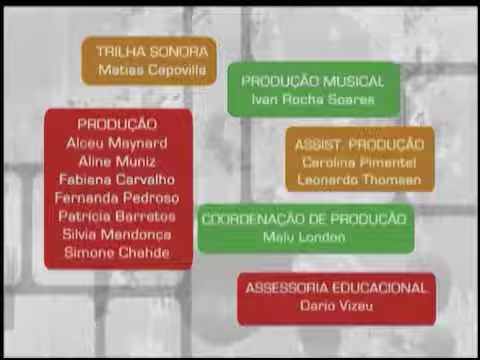 TRILHA SONORA
Matias Capovilla
PRODUÇÃO MUSICAL
Ivan Rocha Soares
PRODUÇÃO
Alceu Maynard
Aline Muniz
Fabiana Carvalho
Fernanda Pedroso
Patrícia Barretos
Silvia Mendonça
Simone Chahde
ASSIST. PRODUÇÃO
Carolina Pimentel
Leonardo Thomsen
COORDENAÇÃO DE PRODUÇÃO
Malu London
ASSESSORIA EDUCACIONAL
Dario Vizeu